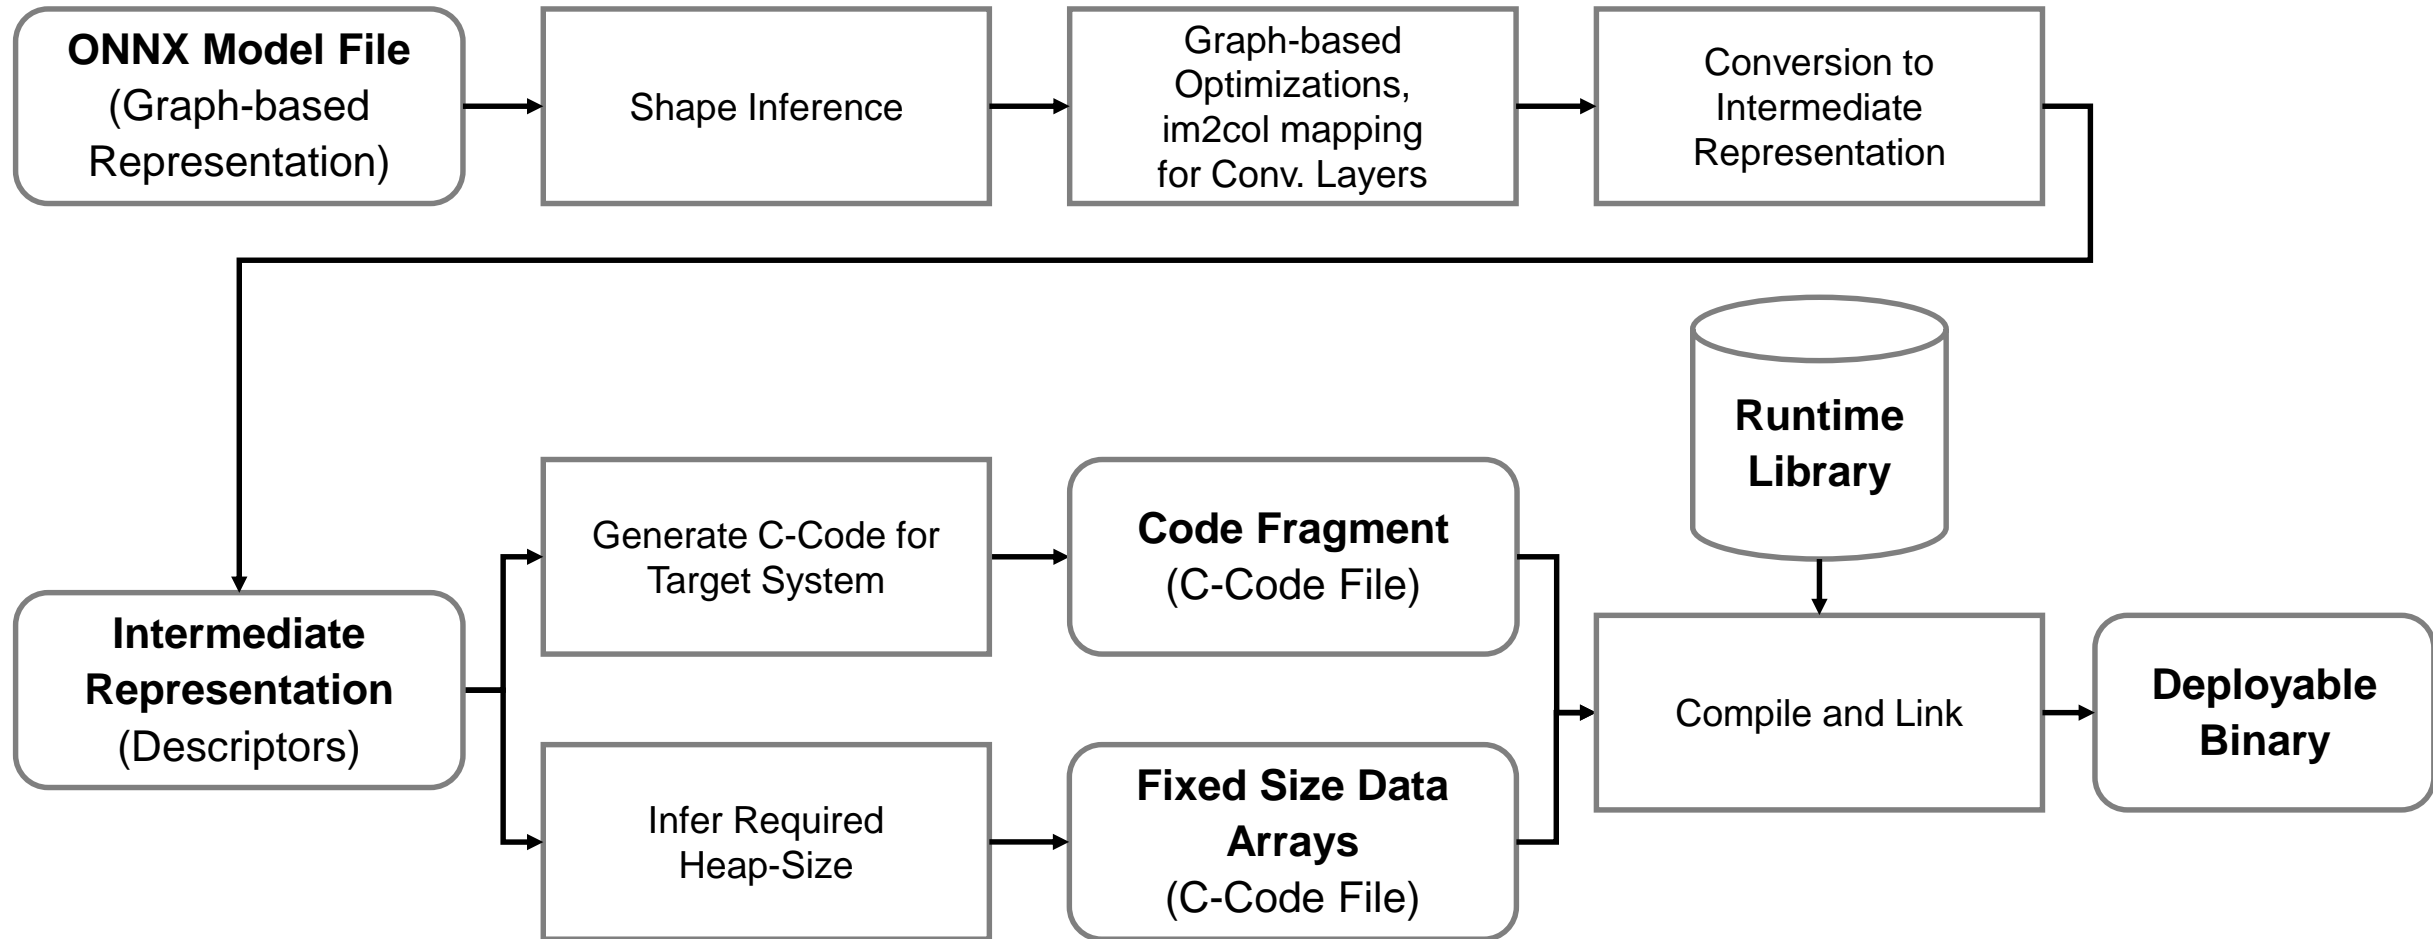 ONNX Model File
(Graph-based
Representation)
Shape Inference
Graph-based
Optimizations,
im2col mapping
for Conv. Layers
Conversion to
Intermediate
Representation
Runtime
Library
Generate C-Code for
Target System
Code Fragment
(C-Code File)
Intermediate
Representation
(Descriptors)
Compile and Link
Deployable
Binary
Infer Required
Heap-Size
Fixed Size Data
Arrays
(C-Code File)